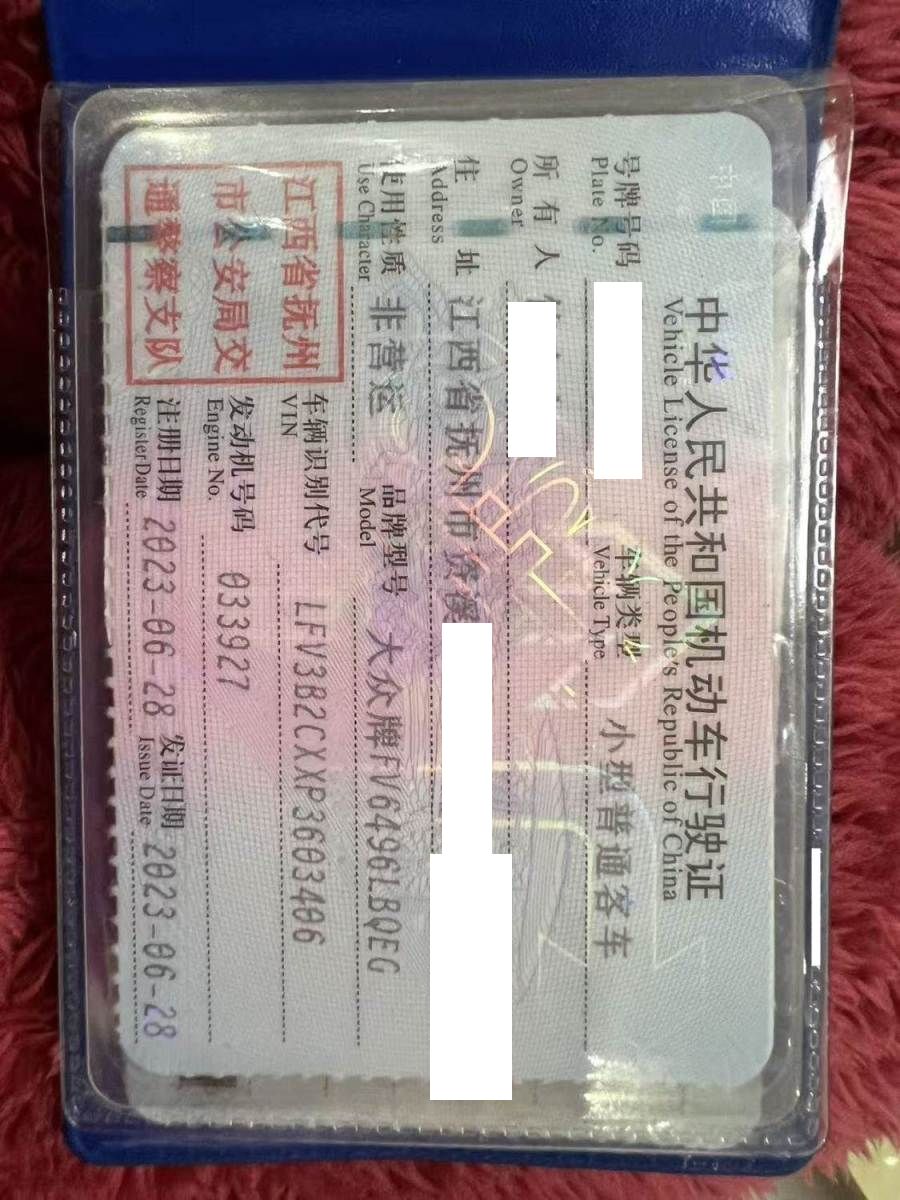 中华人民共和国机动车行驶证
Vehicle License of the People's Republic of China
号牌号码 车辆类型 小型普通客车
Plate No. Vehicle Type
所有人
Owner
住址 江西省抚州市资溪
Address
使用性质 非营运 品牌型号 大众牌FV6496LBQEG
Use Character Model
江西省抚州
市公安局交
通警察支队
车辆识别代号 LFV3B2CXXP3603406
VIN
发动机号码 033927
Engine No.
注册日期 2023-06-28 发证日期 2023-06-28
Register Date Issue Date